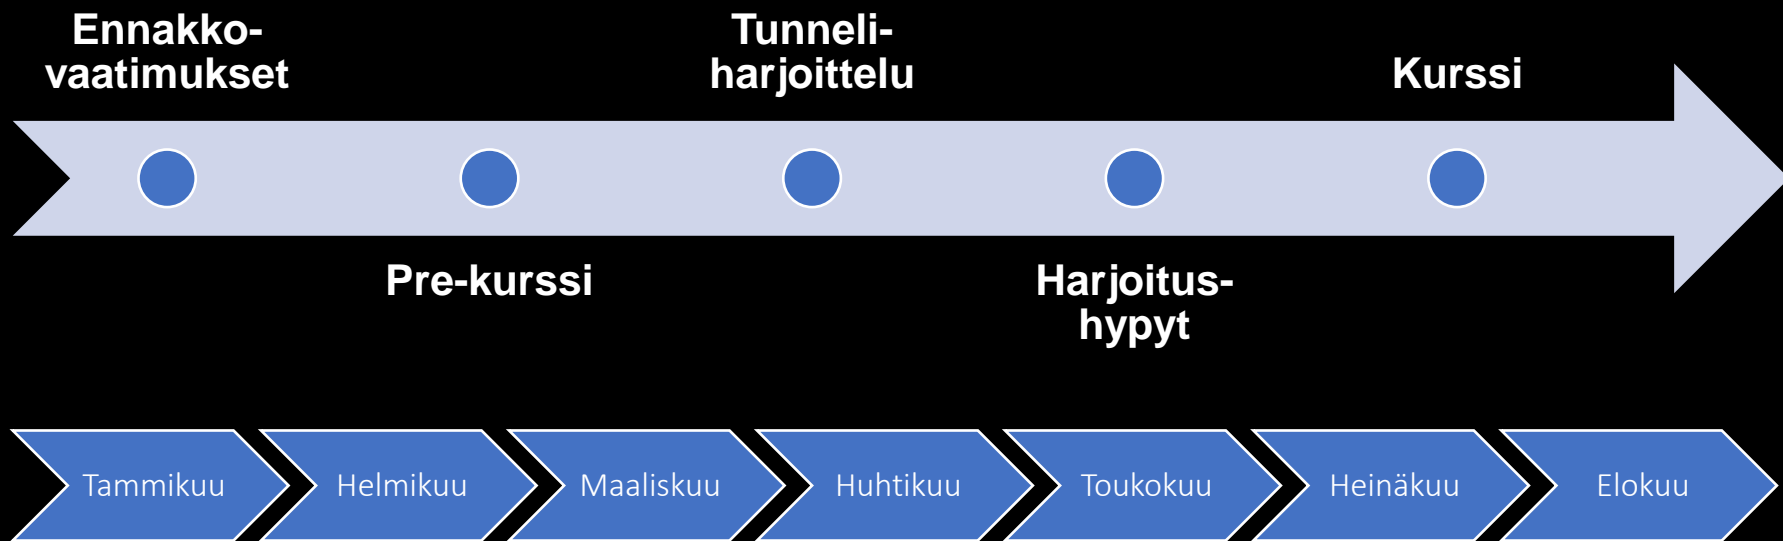 Ennakko-
vaatimukset
Tunneli-
harjoittelu
Kurssi
Pre-kurssi
Harjoitus-
hypyt
Tammikuu
Helmikuu
Maaliskuu
Huhtikuu
Toukokuu
Heinäkuu
Elokuu